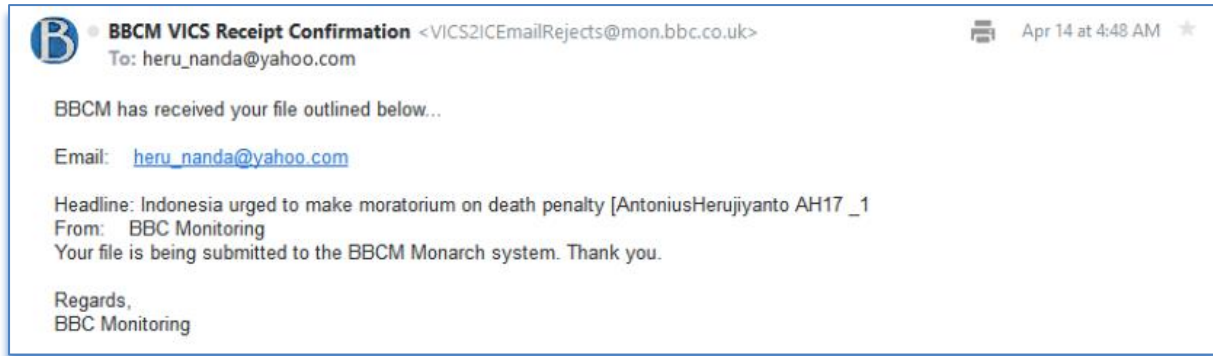 B
BBCM VICS Receipt Confirmation <VICS2ICEmailRejects@mon.bbc.co.uk> Apr 14 at 4:48 AM
To: heru_nanda@yahoo.com
BBCM has received your file outlined below...
Email: heru_nanda@yahoo.com
Headline: Indonesia urged to make moratorium on death penalty [AntoniusHerujiyanto AH17 _1
From: BBC Monitoring
Your file is being submitted to the BBCM Monarch system. Thank you.
Regards,
BBC Monitoring